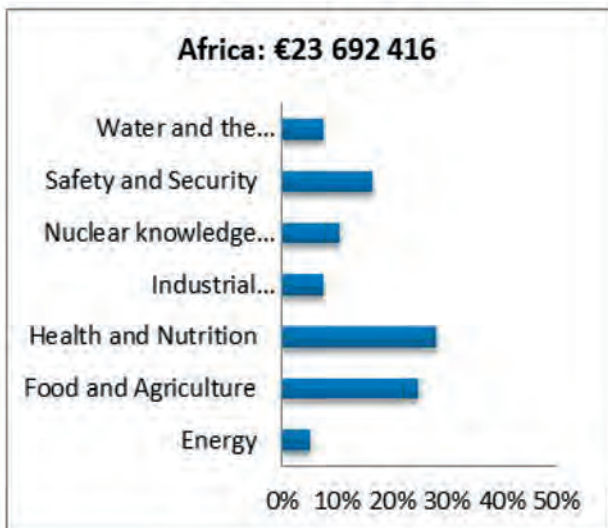 Africa: €23 692 416
Water and the...
Safety and Security
Nuclear knowledge...
Industrial...
Health and Nutrition
Food and Agriculture
Energy
0% 10% 20% 30% 40% 50%